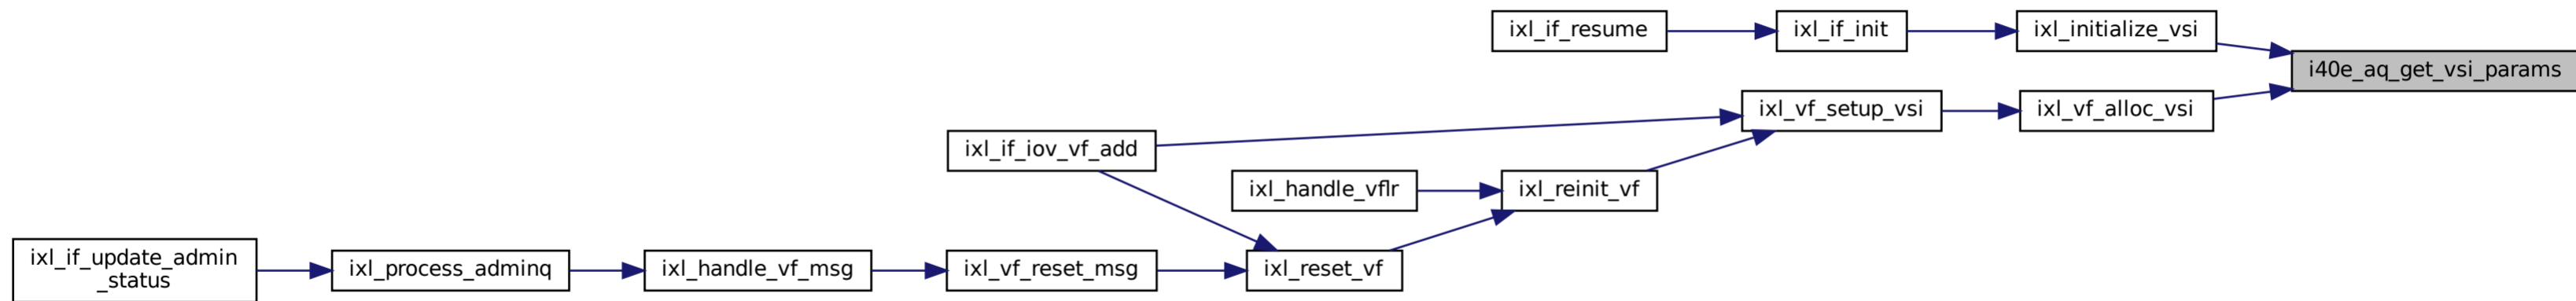 ixl_if_resume
ixl_if_init
ixl_initialize_vsi
i40e_aq_get_vsi_params
ixl_vf_setup_vsi
ixl_vf_alloc_vsi
ixl_if_iov_vf_add
ixl_handle_vflr
ixl_reinit_vf
ixl_if_update_admin
_status
ixl_process_adminq
ixl_handle_vf_msg
ixl_vf_reset_msg
ixl_reset_vf